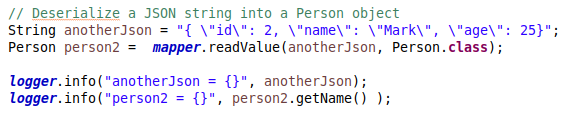 // Deserialize a JSON string into a Person object
String anotherJson = "{ \"id\": 2, \"name\": \"Mark\", \"age\": 25}";
Person person2 =  mapper.readValue(anotherJson, Person.class);
logger.info("anotherJson = {}", anotherJson);
logger.info("person2 = {}", person2.getName() );